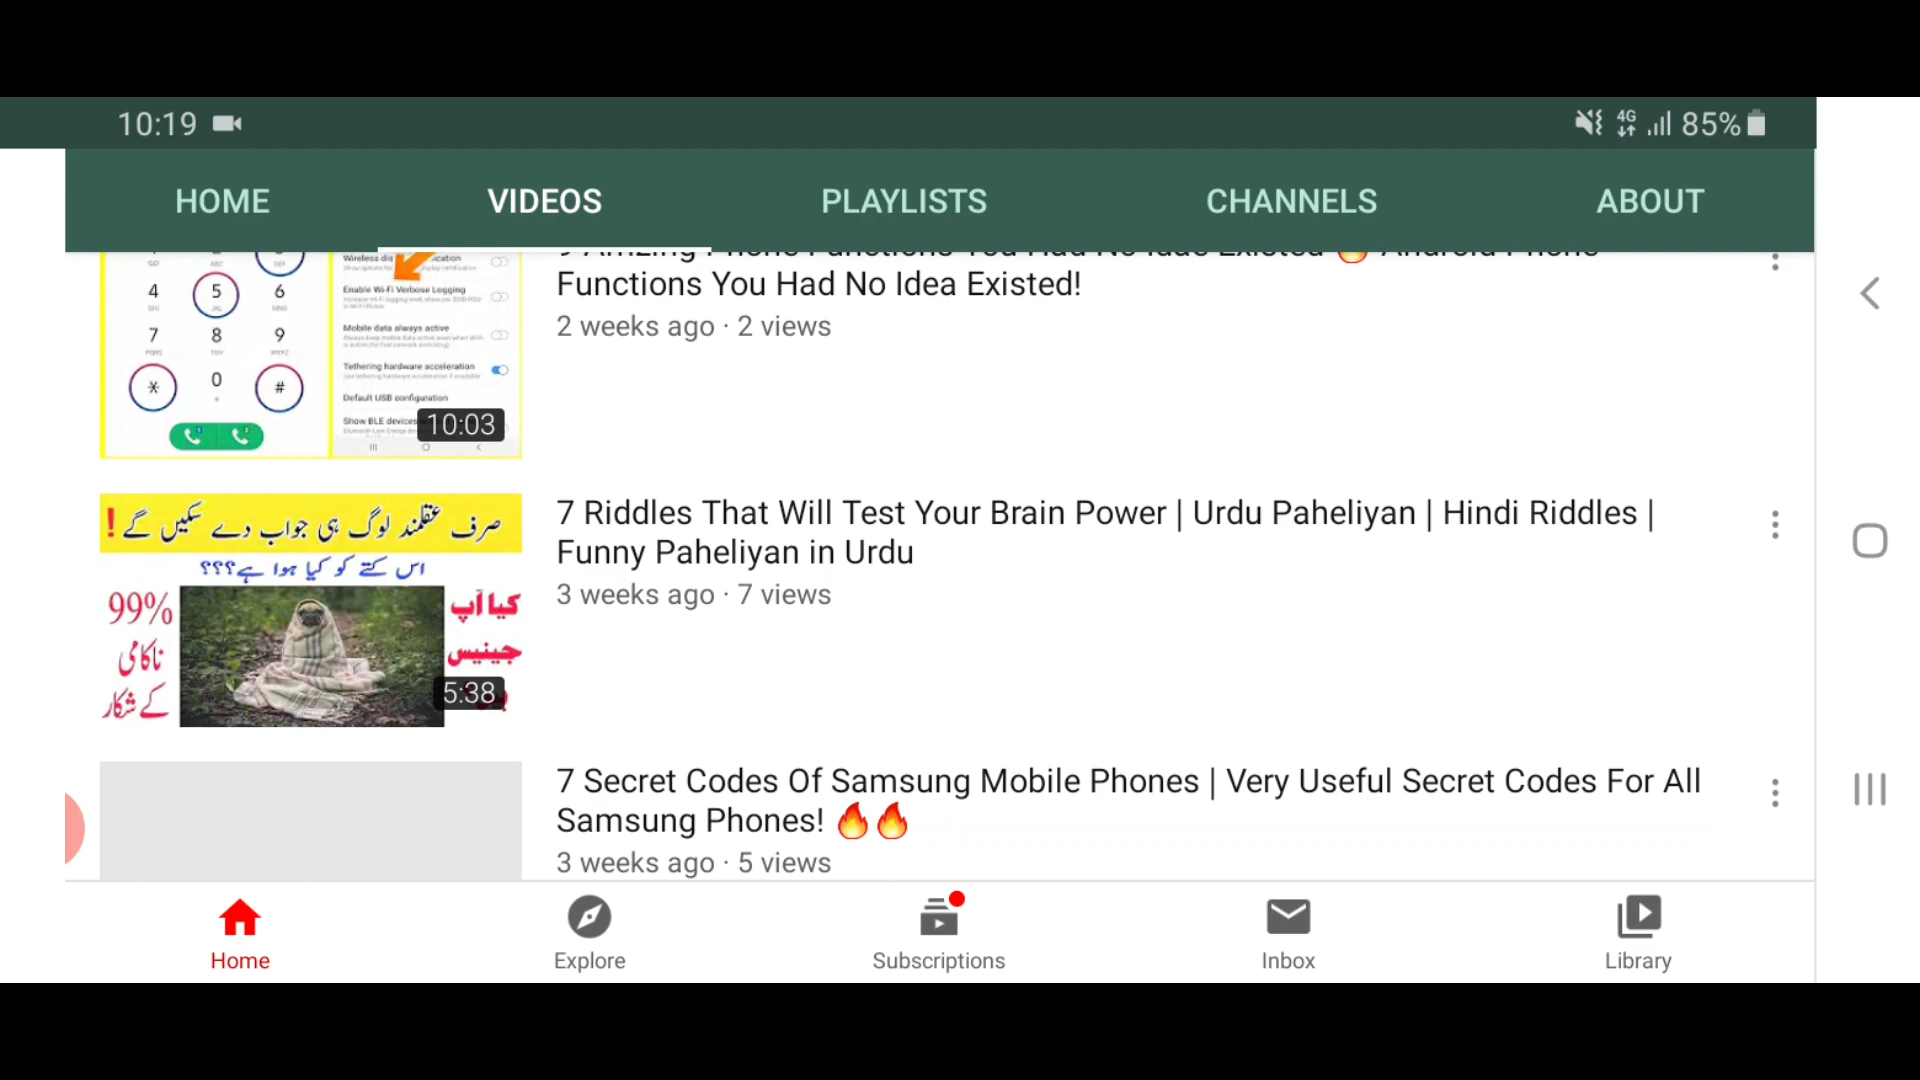 10:19
4G 85%
HOME VIDEOS PLAYLISTS CHANNELS ABOUT
Functions You Had No Idea Existed!
2 weeks ago · 2 views
4 5 6
7 8 9
* 0 #
Enable Wi-Fi Verbose Logging
Mobile data always active
Tethering hardware acceleration
Default USB configuration
Show BLE devices
10:03
صرف عقلمند لوگ ہی جواب دے سکیں گے!
اس کتے کو کیا ہوا ہے؟؟؟
99%
ناکامی
کے شکار
کیا آپ
جینیس
5:38
7 Riddles That Will Test Your Brain Power | Urdu Paheliyan | Hindi Riddles |
Funny Paheliyan in Urdu
3 weeks ago · 7 views
7 Secret Codes Of Samsung Mobile Phones | Very Useful Secret Codes For All
Samsung Phones! 🔥🔥
3 weeks ago · 5 views
Home Explore Subscriptions Inbox Library